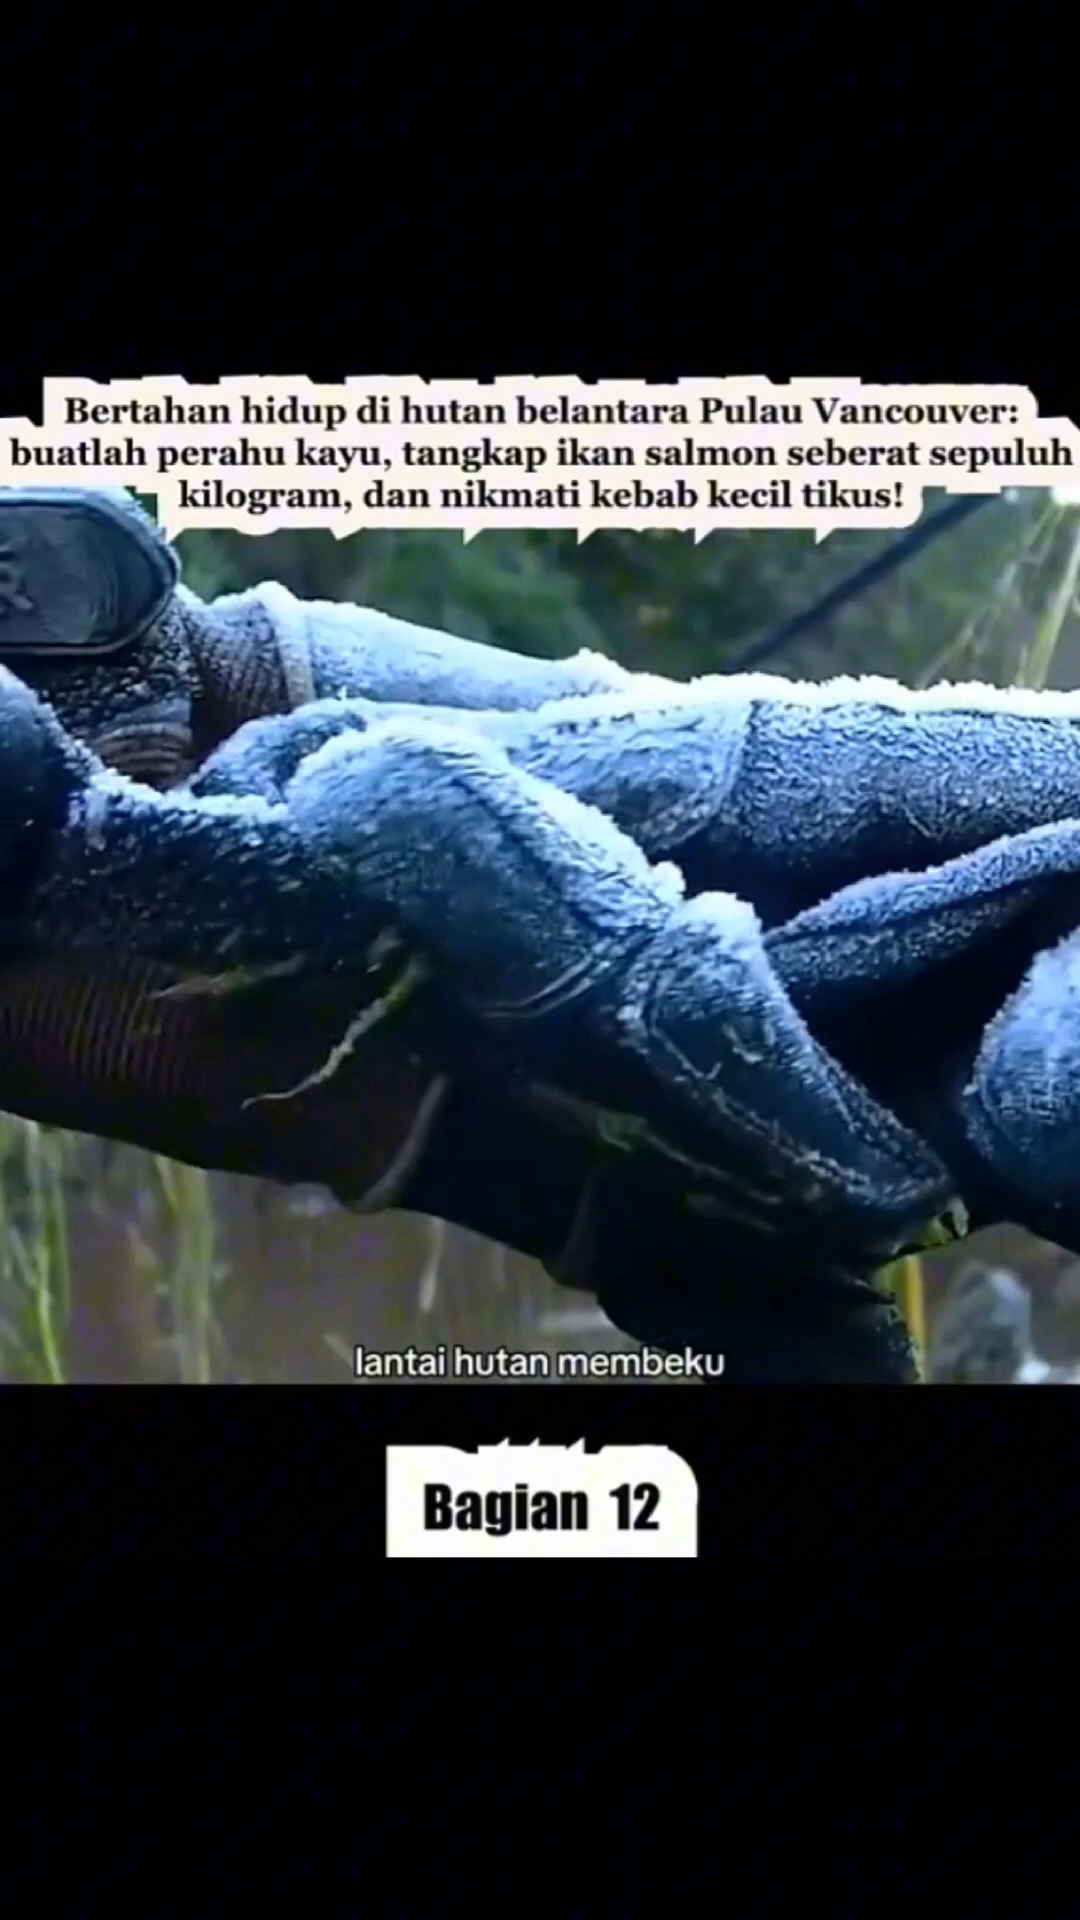 Bertahan hidup di hutan belantara Pulau Vancouver:
buatlah perahu kayu, tangkap ikan salmon seberat sepuluh
kilogram, dan nikmati kebab kecil tikus!
lantai hutan membeku
Bagian 12